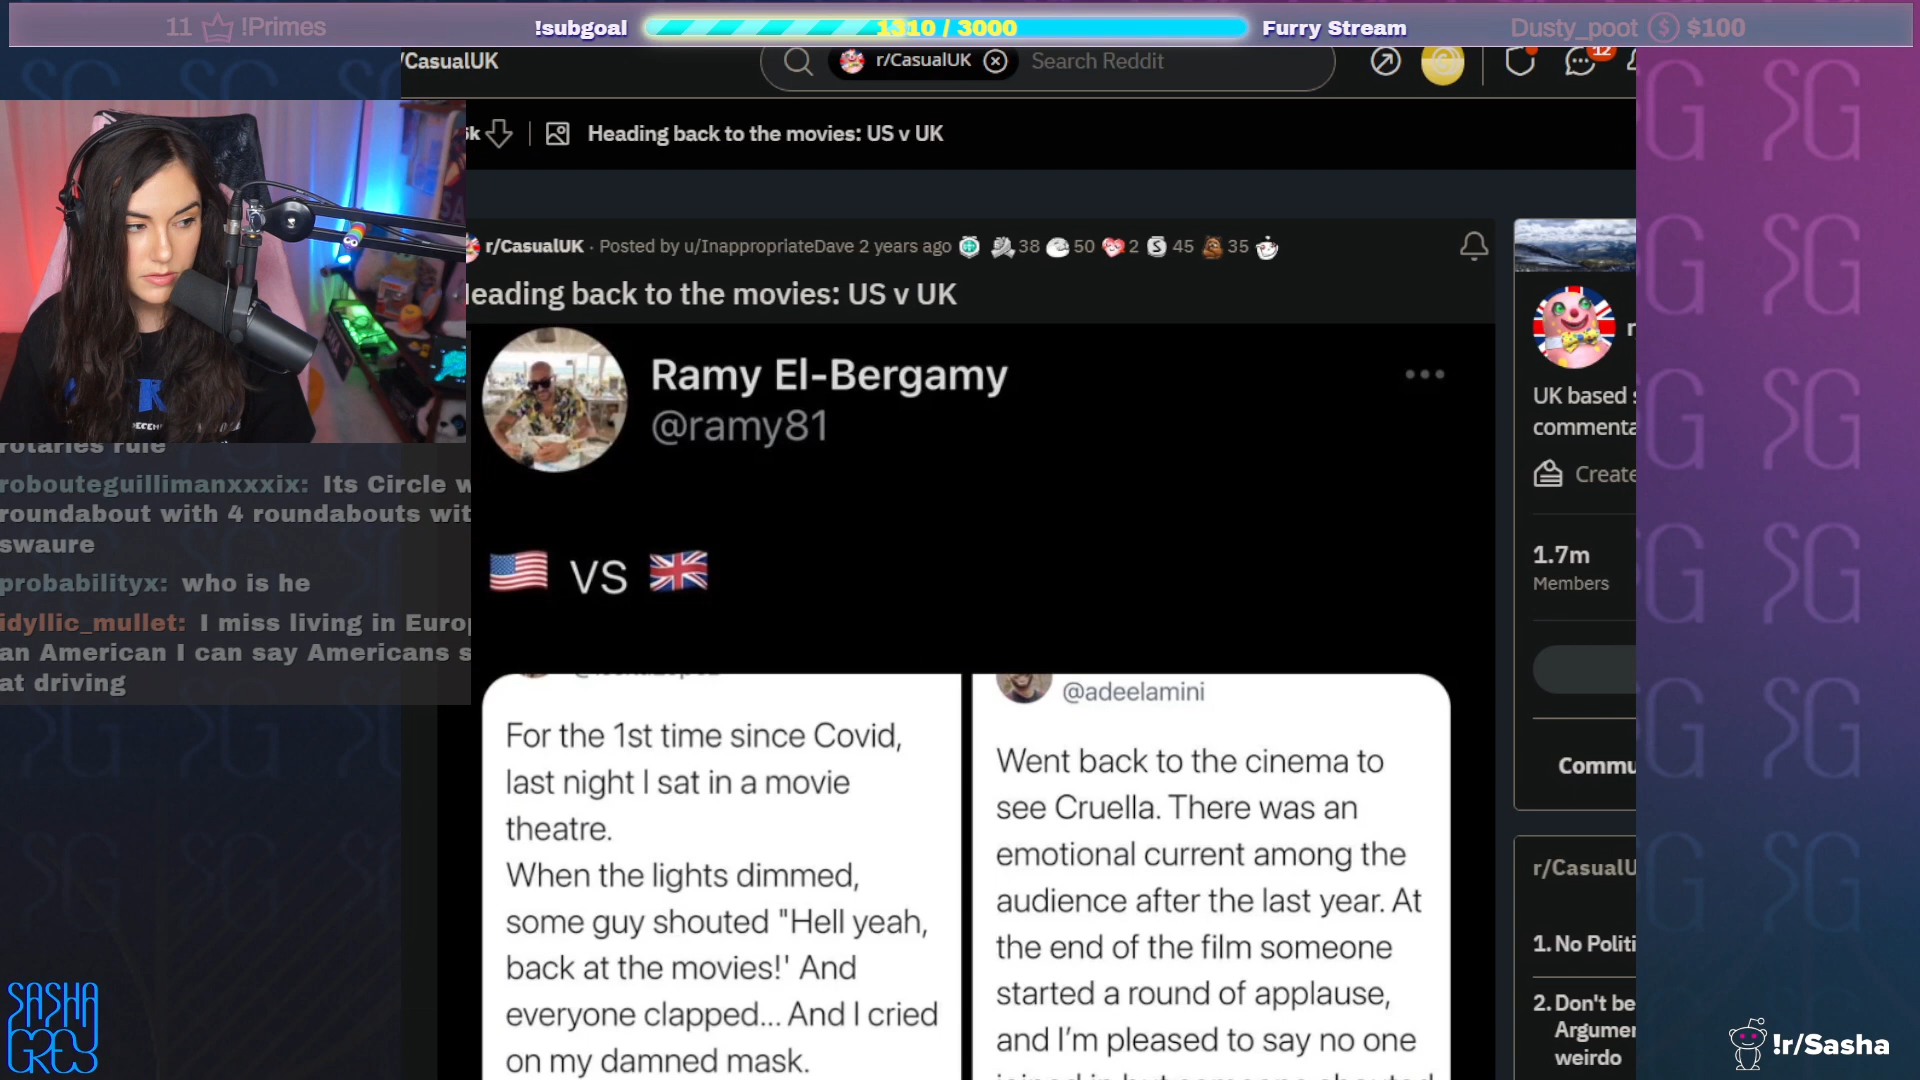 11 !Primes
!subgoal
1310 / 3000
Furry Stream
Dusty_poot $100
/CasualUK
r/CasualUK
Search Reddit
12
k
Heading back to the movies: US v UK
r/CasualUK · Posted by u/InappropriateDave 2 years ago 38 50 2 45 35
eading back to the movies: US v UK
Ramy El-Bergamy
@ramy81
VS
rotaries rule
robouteguillimanxxxix: Its Circle w
roundabout with 4 roundabouts wit
swaure
probabilityx: who is he
idyllic_mullet: I miss living in Euro
an American I can say Americans s
at driving
For the 1st time since Covid,
last night I sat in a movie
theatre.
When the lights dimmed,
some guy shouted "Hell yeah,
back at the movies!' And
everyone clapped... And I cried
on my damned mask.
@adeelamini
Went back to the cinema to
see Cruella. There was an
emotional current among the
audience after the last year. At
the end of the film someone
started a round of applause,
and I'm pleased to say no one
UK based
commenta
Create
1.7m
Members
Commu
r/CasualU
1. No Politi
2. Don't be
Argumen
weirdo
SASHA
GREY
!r/Sasha